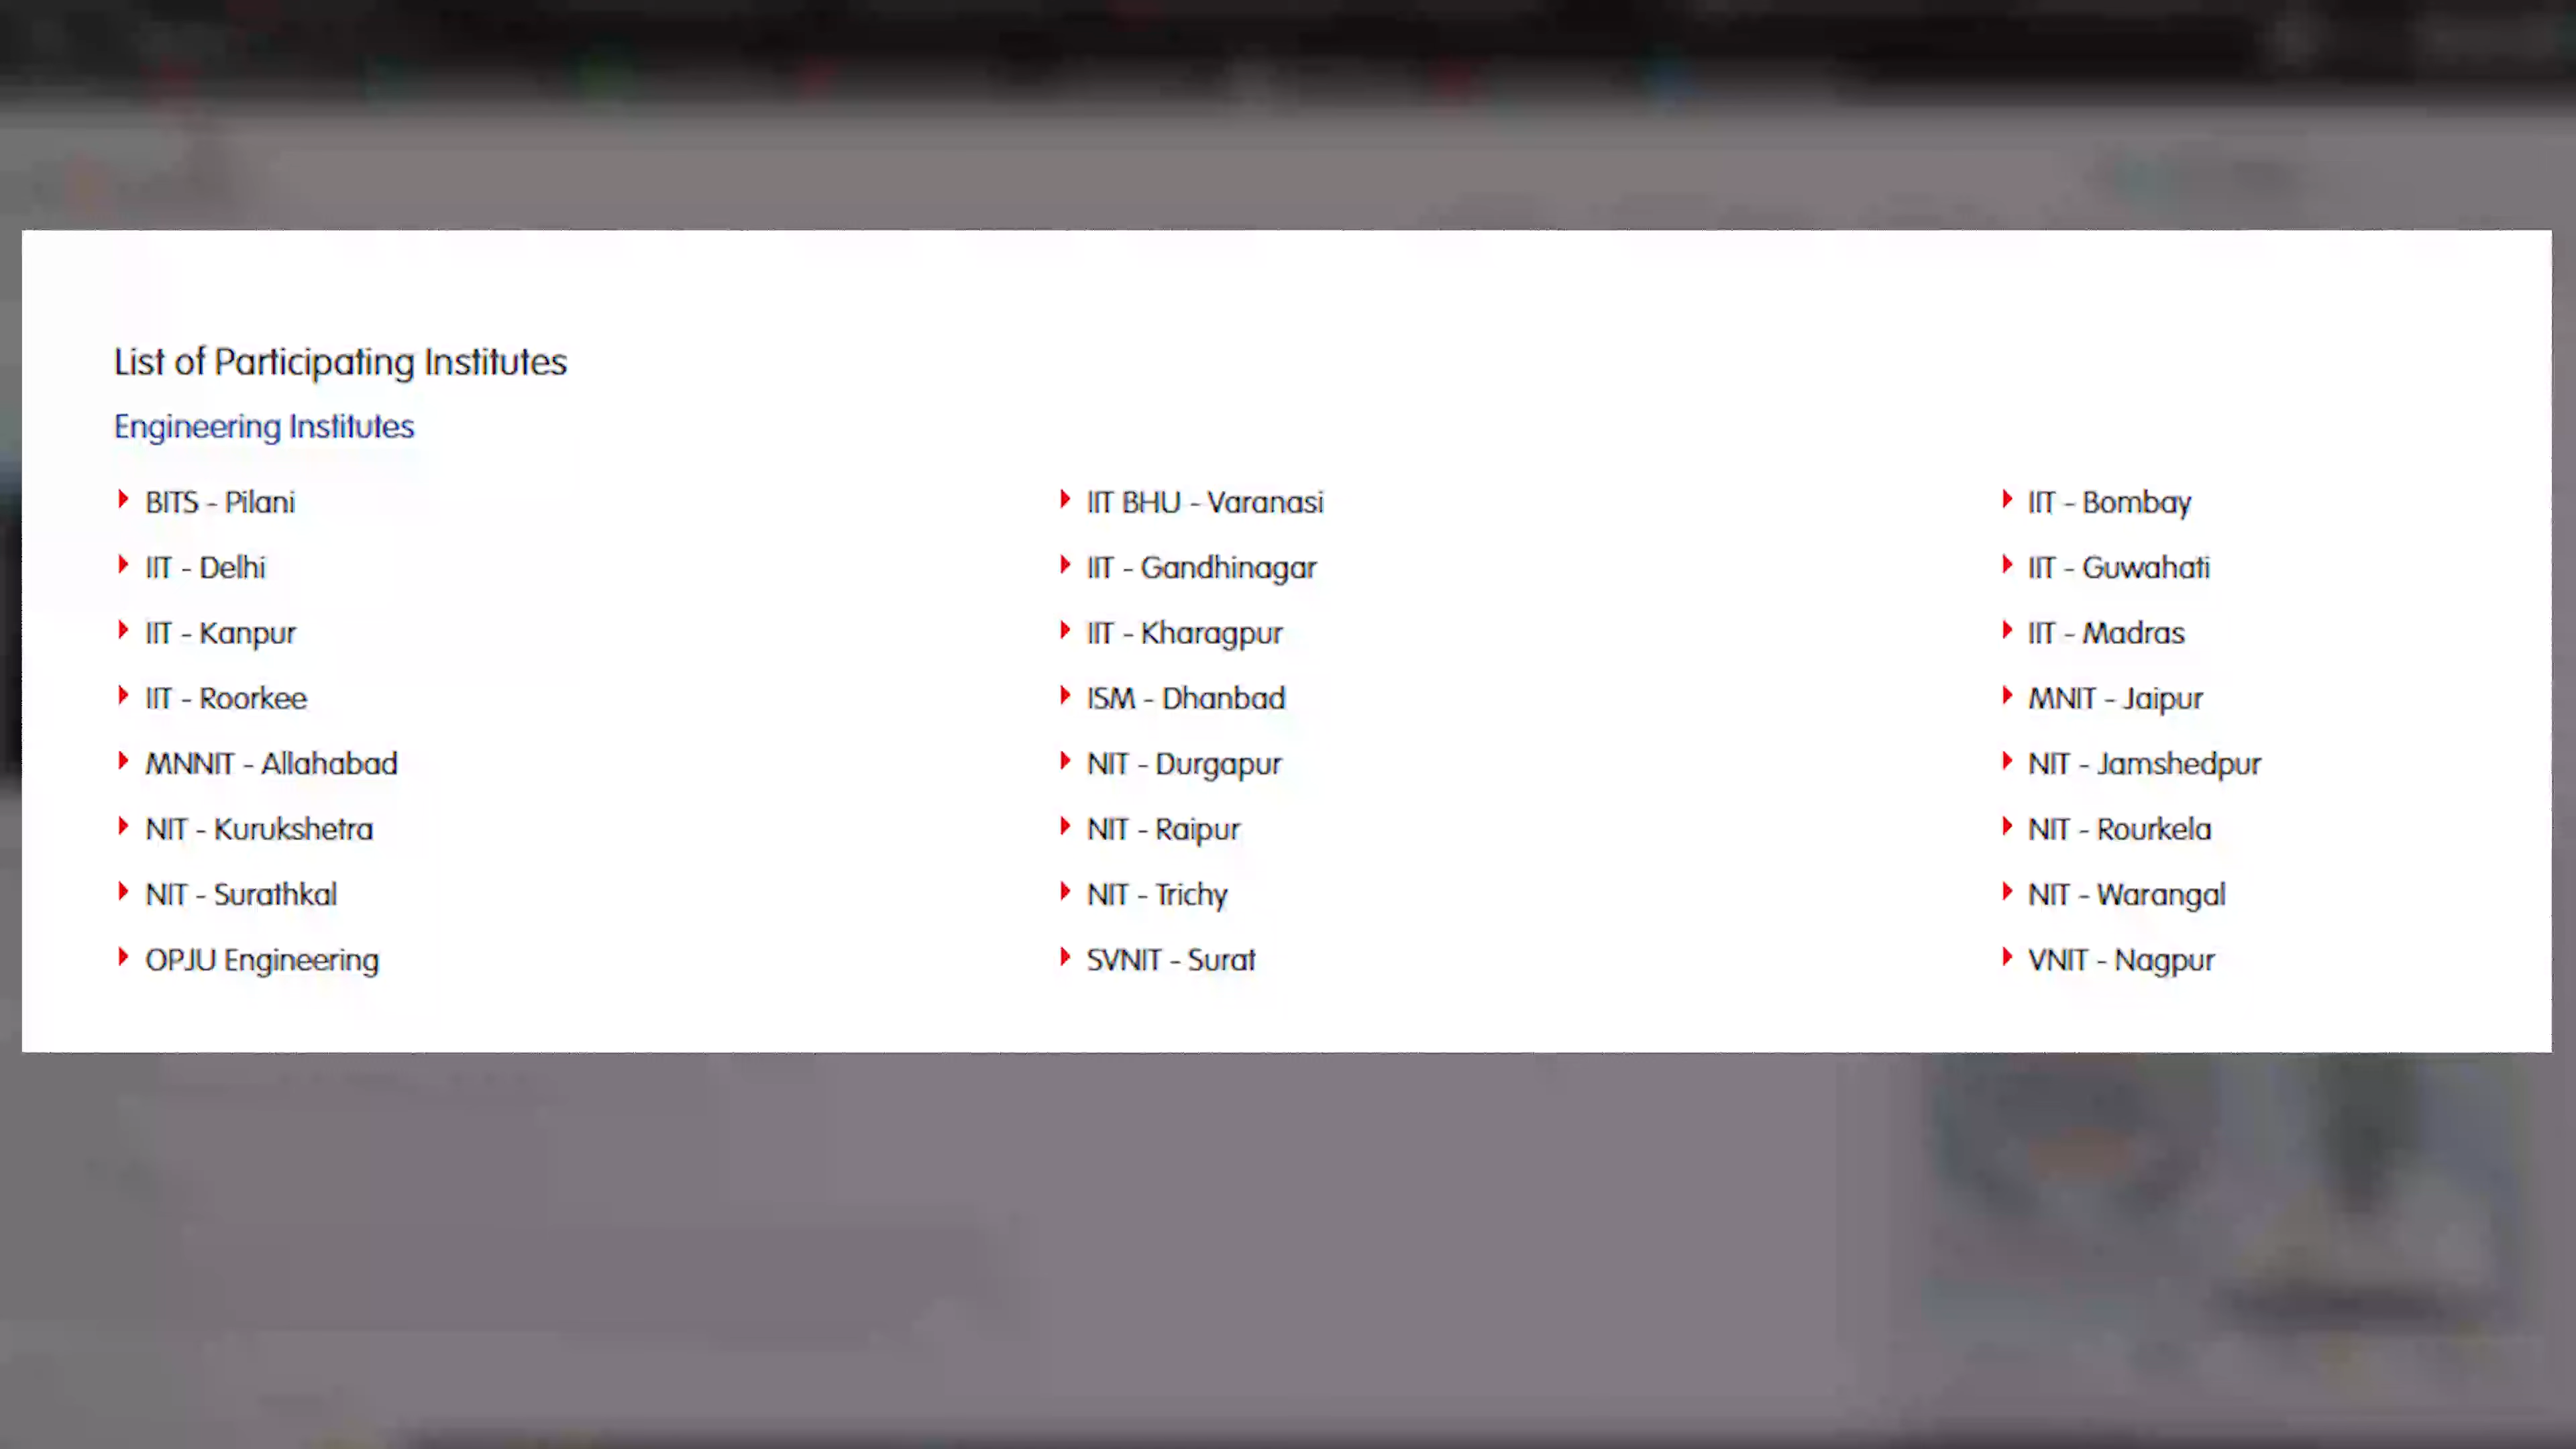 List of Participating Institutes
Engineering Institutes
BITS - Pilani
IIT BHU - Varanasi
IIT - Bombay
IIT - Delhi
IIT - Gandhinagar
IIT - Guwahati
IIT - Kanpur
IIT - Kharagpur
IIT - Madras
IIT - Roorkee
ISM - Dhanbad
MNIT - Jaipur
MNNIT - Allahabad
NIT - Durgapur
NIT - Jamshedpur
NIT - Kurukshetra
NIT - Raipur
NIT - Rourkela
NIT - Surathkal
NIT - Trichy
NIT - Warangal
OPJU Engineering
SVNIT - Surat
VNIT - Nagpur